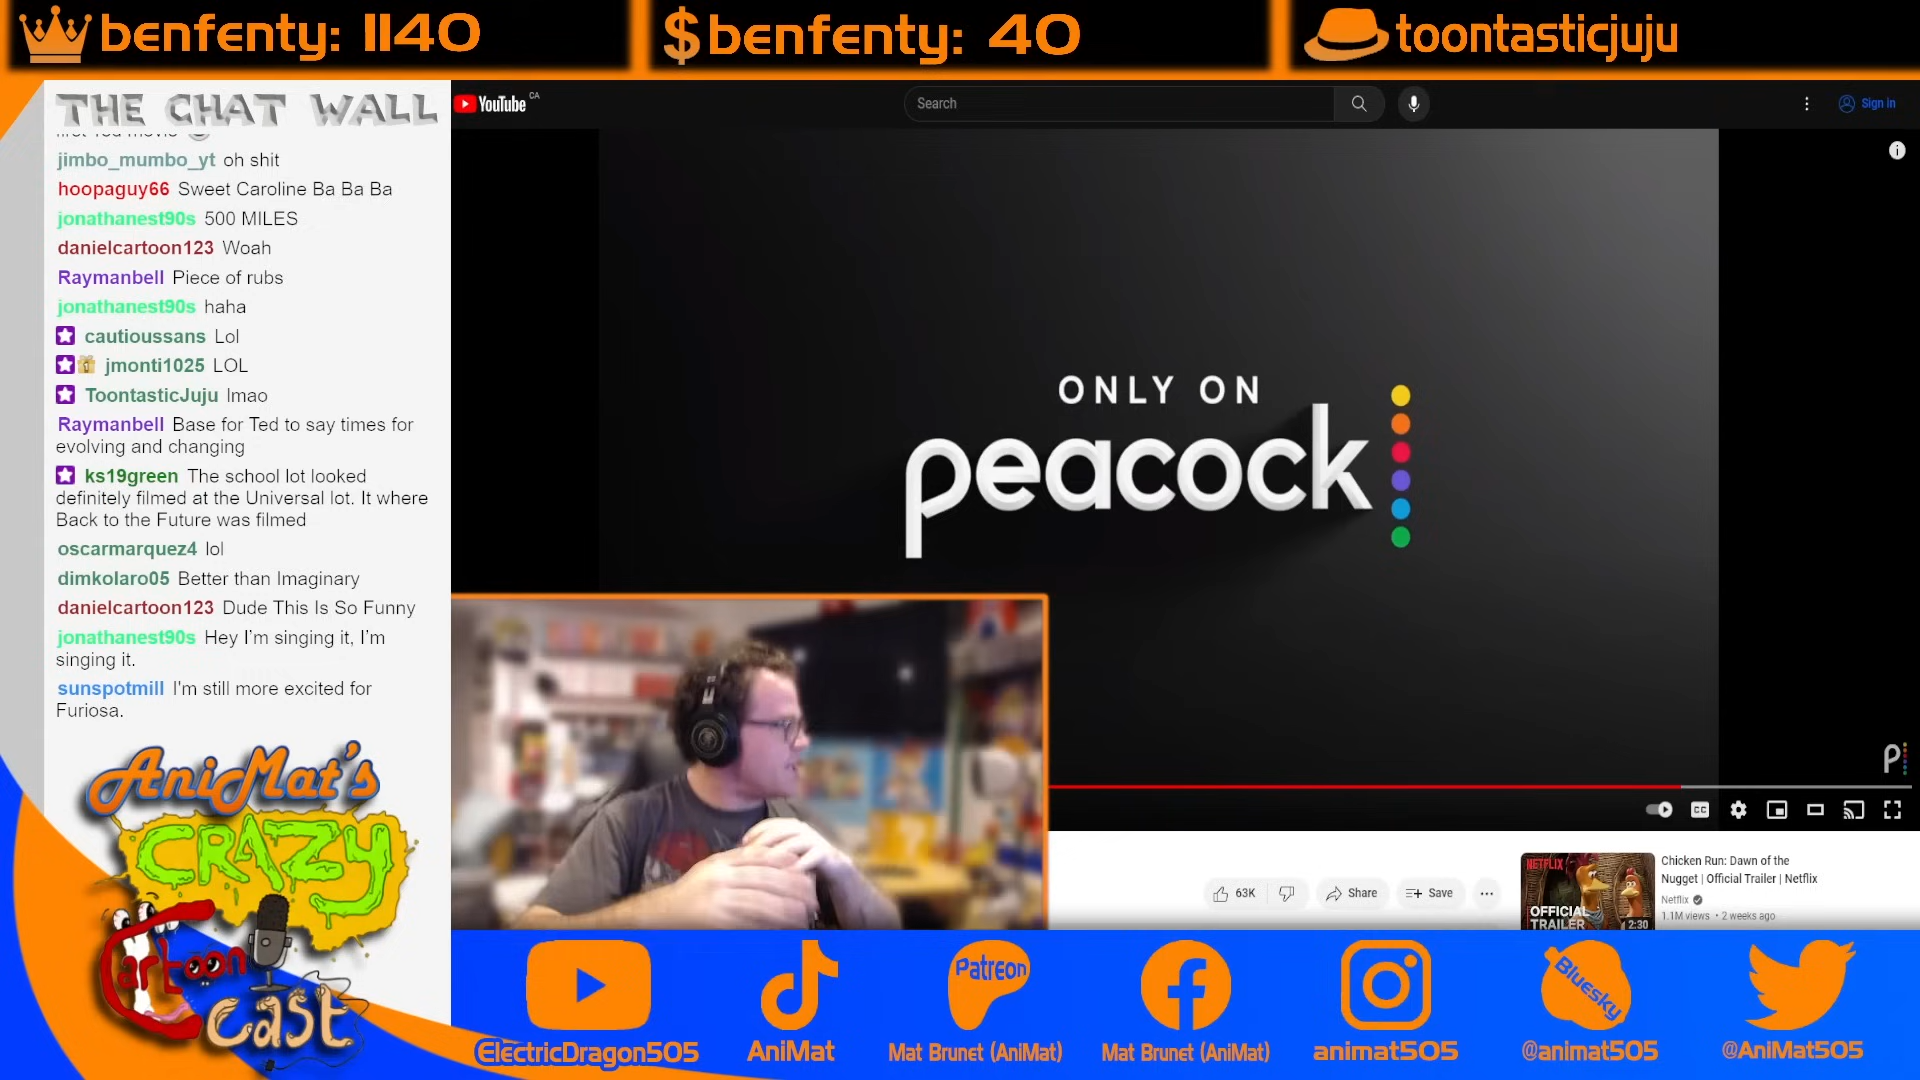 benfenty: 1140
$ benfenty: 40
toontasticjuju
THE CHAT WALL
jimbo_mumbo_yt oh shit
hoopaguy66 Sweet Caroline Ba Ba Ba
jonathanest90s 500 MILES
danielcartoon123 Woah
Raymanbell Piece of rubs
jonathanest90s haha
cautioussans Lol
jmonti1025 LOL
ToontasticJuju lmao
Raymanbell Base for Ted to say times for
evolving and changing
ks19green The school lot looked
definitely filmed at the Universal lot. It where
Back to the Future was filmed
oscarmarquez4 lol
dimkolaro05 Better than Imaginary
danielcartoon123 Dude This Is So Funny
jonathanest90s Hey I'm singing it, I'm
singing it.
sunspotmill I'm still more excited for
Furiosa.
AniMat's
CRAZY
Cartoon
Cast
YouTube CA
Search
Sign in
ONLY ON
peacock
P
CC
63K
Share
Save
NETFLIX
OFFICIAL
TRAILER
2:30
Chicken Run: Dawn of the
Nugget | Official Trailer | Netflix
Netflix
1.1M views • 2 weeks ago
Patreon
Bluesky
ElectricDragon505
AniMat
Mat Brunet (AniMat)
Mat Brunet (AniMat)
animat505
@animat505
@AniMat505